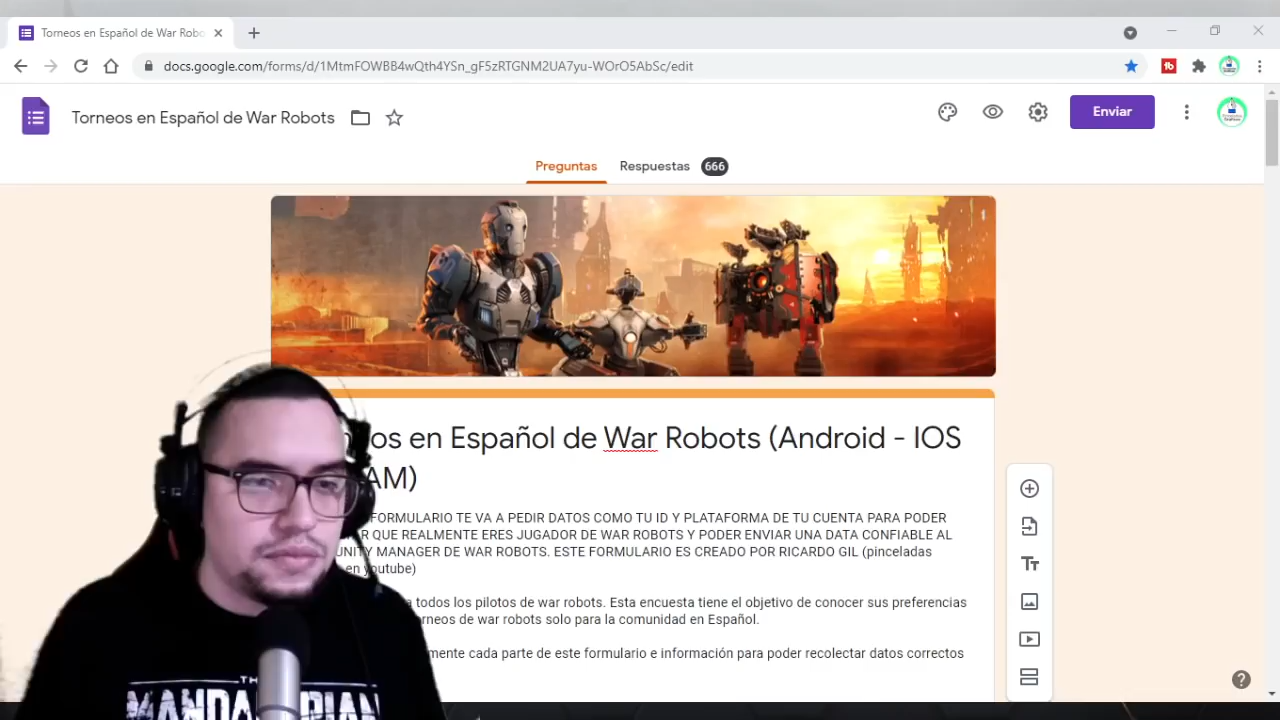 Torneos en Español de War Robo
docs.google.com/forms/d/1MtmFOWBB4wQth4YSn_gF5zRTGNM2UA7yu-WOrO5AbSc/edit
Torneos en Español de War Robots
Enviar
Preguntas Respuestas 666
os en Español de War Robots (Android - IOS
AM)
FORMULARIO TE VA A PEDIR DATOS COMO TU ID Y PLATAFORMA DE TU CUENTA PARA PODER
R QUE REALMENTE ERES JUGADOR DE WAR ROBOTS Y PODER ENVIAR UNA DATA CONFIABLE AL
UNITY MANAGER DE WAR ROBOTS. ESTE FORMULARIO ES CREADO POR RICARDO GIL (pinceladas
en youtube)
a todos los pilotos de war robots. Esta encuesta tiene el objetivo de conocer sus preferencias
rneos de war robots solo para la comunidad en Español.
mente cada parte de este formulario e información para poder recolectar datos correctos
THE
MANDALORIAN